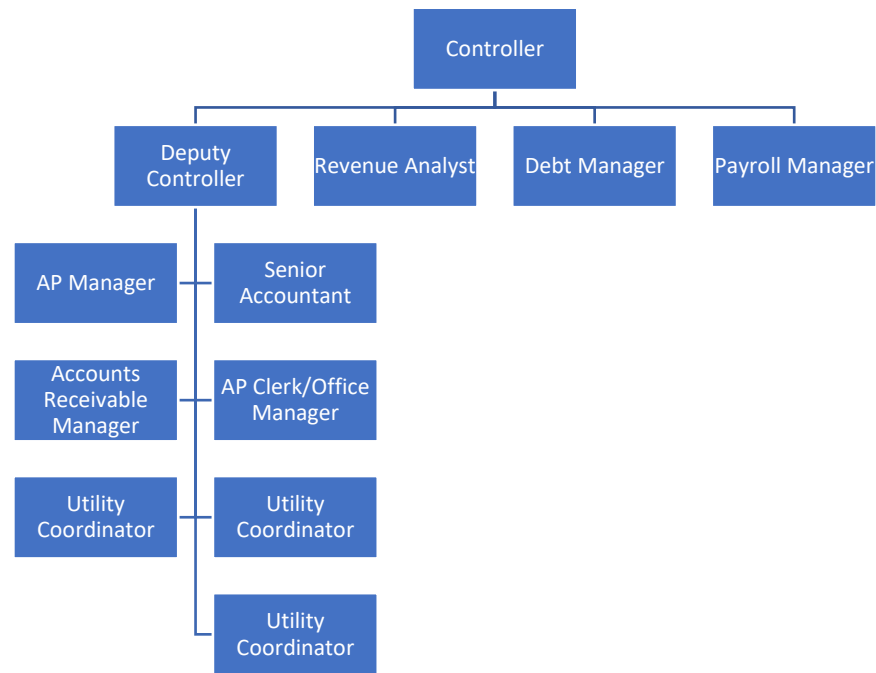 Controller
Deputy
Controller
Revenue Analyst
Debt Manager
Payroll Manager
AP Manager
Senior
Accountant
Accounts
Receivable
Manager
AP Clerk/Office
Manager
Utility
Coordinator
Utility
Coordinator
Utility
Coordinator